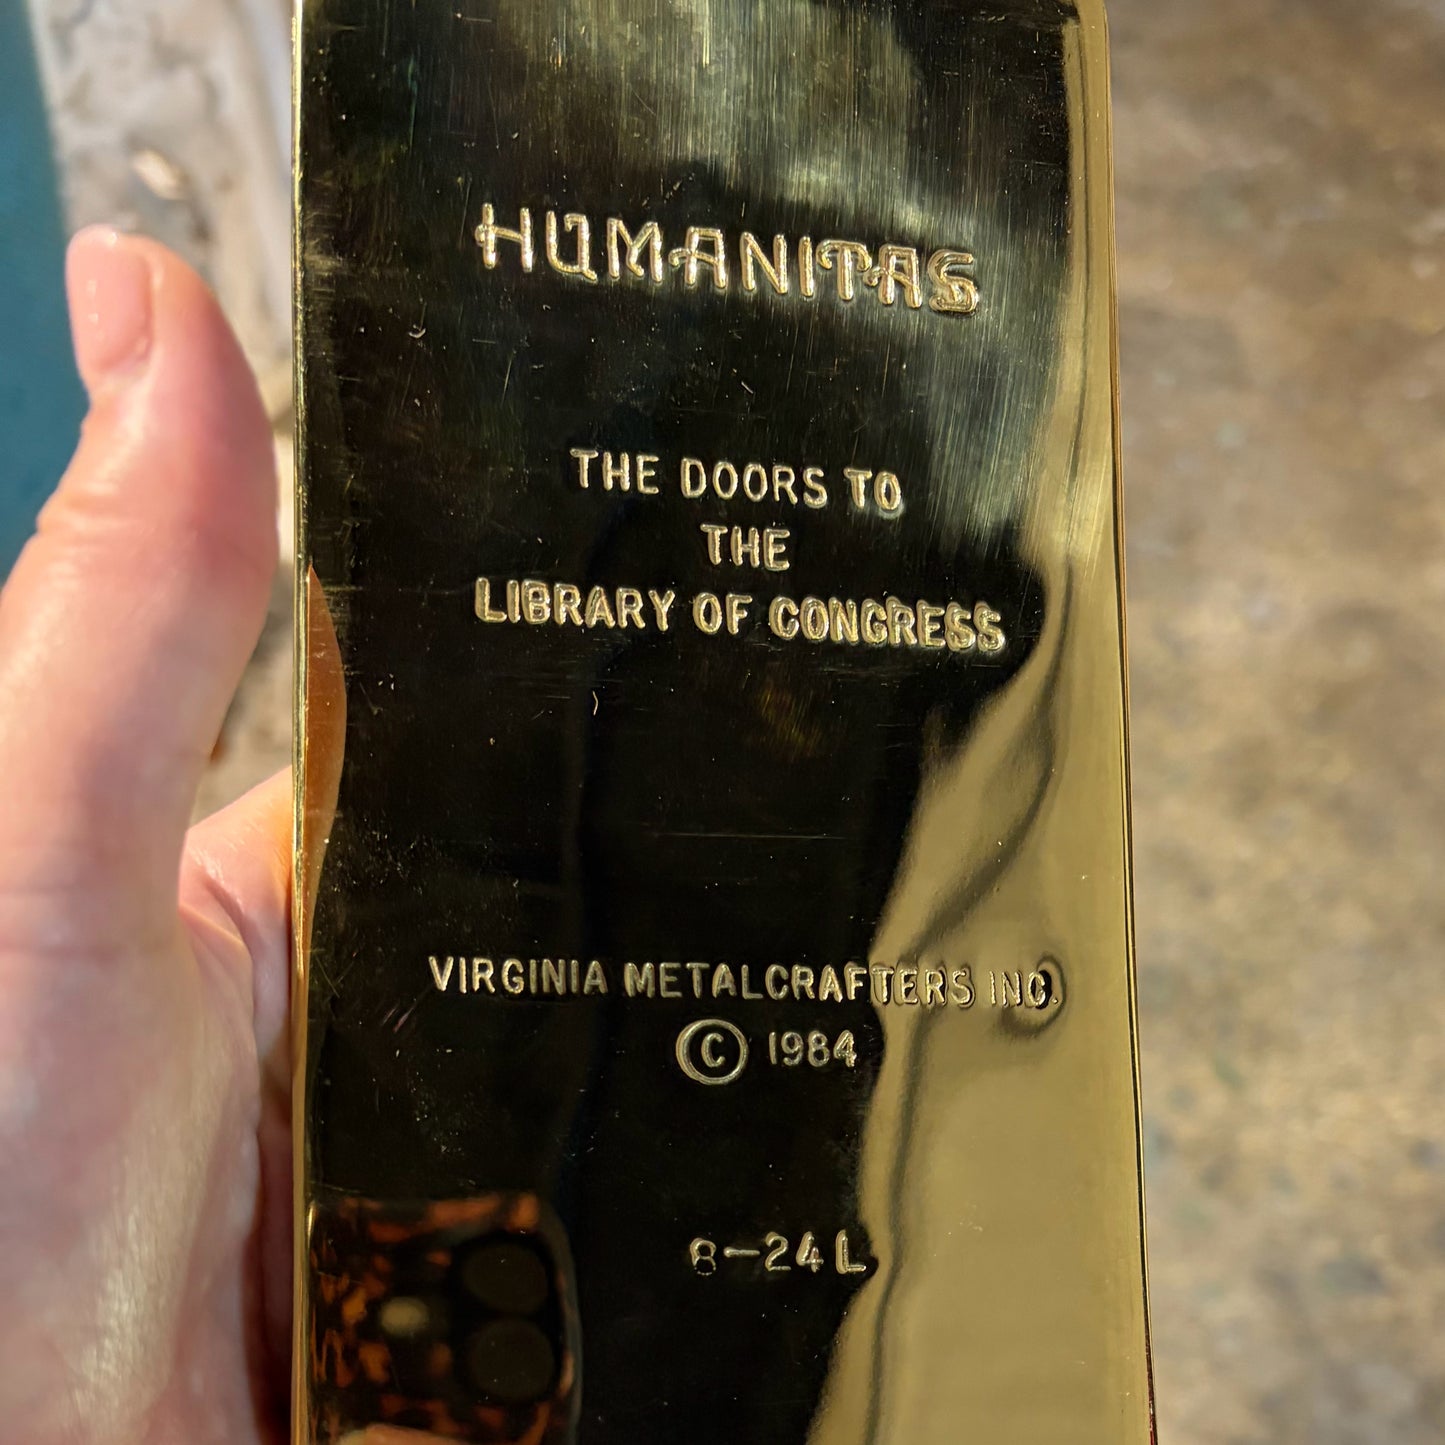 HUMANITAS
THE DOORS TO
THE
LIBRARY OF CONGRESS
VIRGINIA METALCRAFTERS INC.
© 1984
8-24L